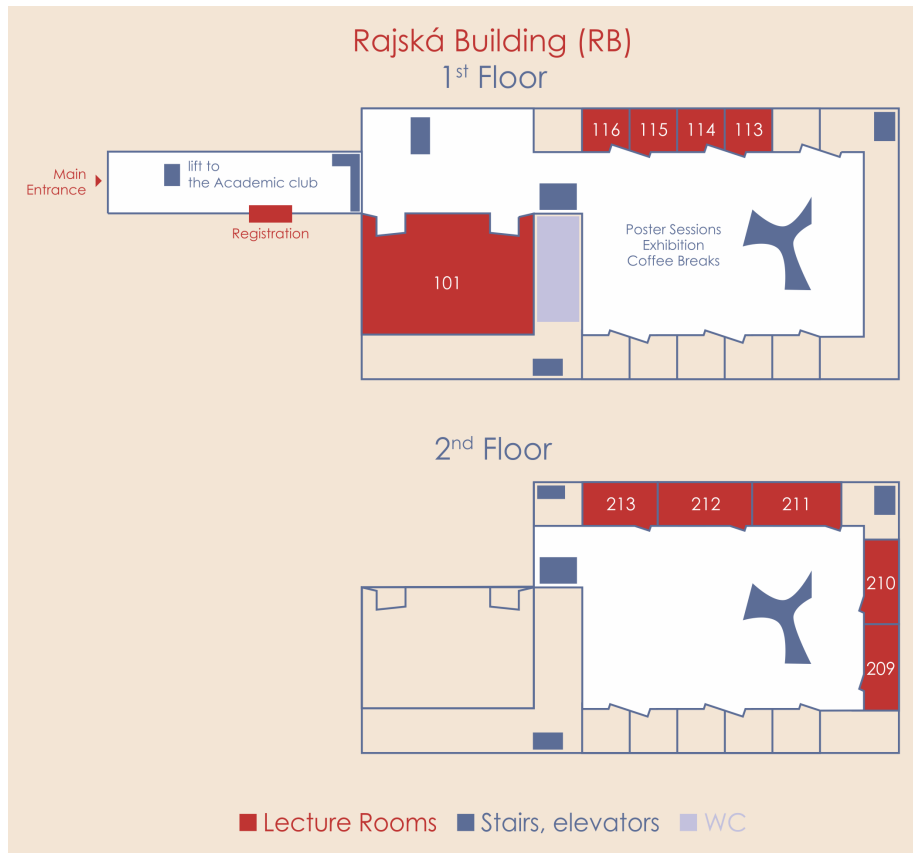 Rajská Building (RB)
1st Floor
116 115 114 113
Main
Entrance
lift to
the Academic club
Registration
Poster Sessions
Exhibition
Coffee Breaks
101
2nd Floor
213 212 211
210
209
Lecture Rooms Stairs, elevators WC